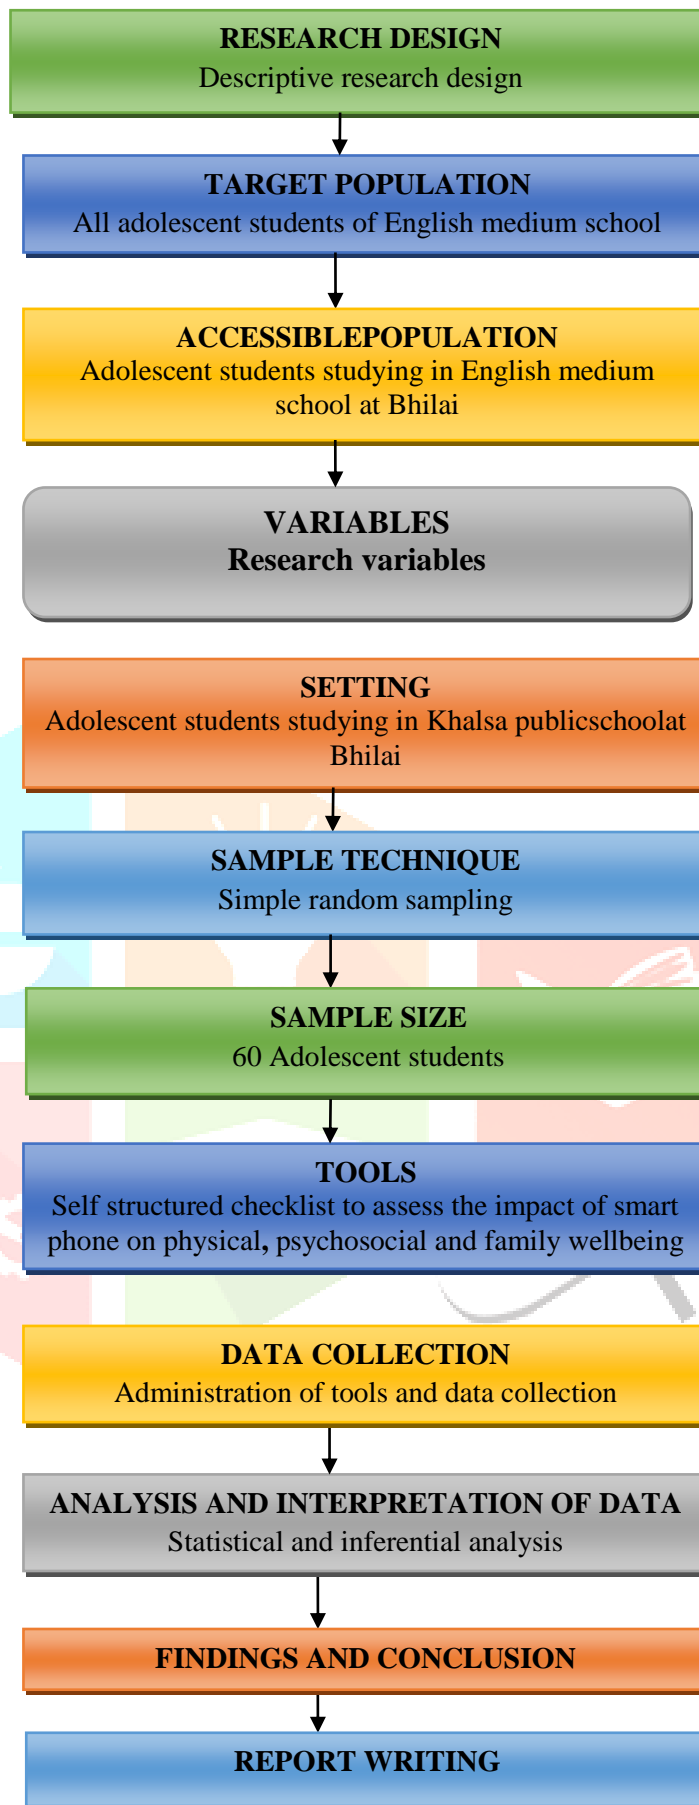 RESEARCH DESIGN
Descriptive research design
TARGET POPULATION
All adolescent students of English medium school
ACCESSIBLEPOPULATION
Adolescent students studying in English medium
school at Bhilai
VARIABLES
Research variables
SETTING
Adolescent students studying in Khalsa publicschoolat
Bhilai
SAMPLE TECHNIQUE
Simple random sampling
SAMPLE SIZE
60 Adolescent students
TOOLS
Self structured checklist to assess the impact of smart
phone on physical, psychosocial and family wellbeing
DATA COLLECTION
Administration of tools and data collection
ANALYSIS AND INTERPRETATION OF DATA
Statistical and inferential analysis
FINDINGS AND CONCLUSION
REPORT WRITING